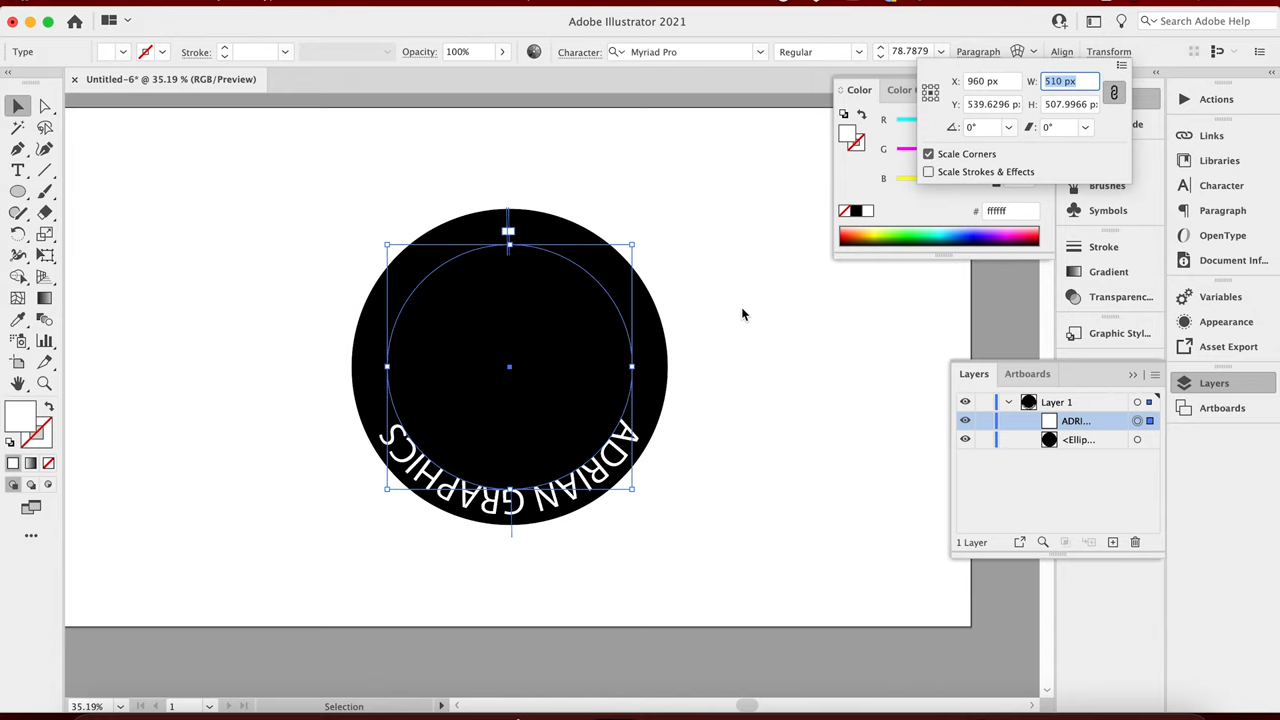 Adobe Illustrator 2021
Search Adobe Help
Type
Stroke:
Opacity:
100%
Character:
Myriad Pro
Regular
78.7879
Paragraph
Align
Transform
× Untitled-6* @ 35.19 % (RGB/Preview)
X: 960 px
W: 510 px
Y: 539.6296 p
H: 507.9966 p
0°
0°
Scale Corners
Scale Strokes & Effects
Color
Color G
R
G
B
# ffffff
de
Brushes
Symbols
Stroke
Gradient
Transparenc...
Graphic Styl...
Layers
Artboards
Actions
Links
Libraries
Character
Paragraph
OpenType
Document Inf...
Variables
Appearance
Asset Export
Layers
Artboards
Layer 1
ADRI...
<Ellip...
1 Layer
ADRIAN GRAPHICS
35.19%
1
Selection